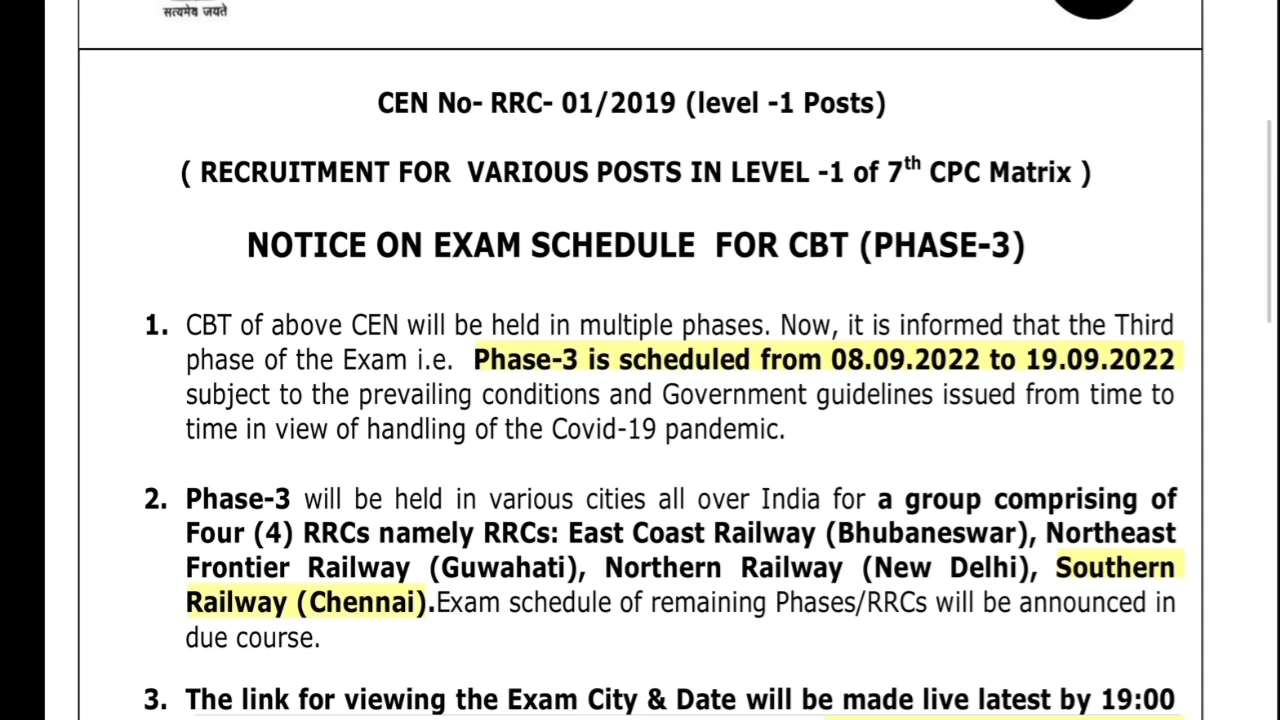 सत्यमेव जयते
CEN No- RRC- 01/2019 (level -1 Posts)
( RECRUITMENT FOR VARIOUS POSTS IN LEVEL -1 of 7th CPC Matrix )
NOTICE ON EXAM SCHEDULE FOR CBT (PHASE-3)
1. CBT of above CEN will be held in multiple phases. Now, it is informed that the Third
phase of the Exam i.e. Phase-3 is scheduled from 08.09.2022 to 19.09.2022
subject to the prevailing conditions and Government guidelines issued from time to
time in view of handling of the Covid-19 pandemic.
2. Phase-3 will be held in various cities all over India for a group comprising of
Four (4) RRCs namely RRCs: East Coast Railway (Bhubaneswar), Northeast
Frontier Railway (Guwahati), Northern Railway (New Delhi), Southern
Railway (Chennai).Exam schedule of remaining Phases/RRCs will be announced in
due course.
3. The link for viewing the Exam City & Date will be made live latest by 19:00